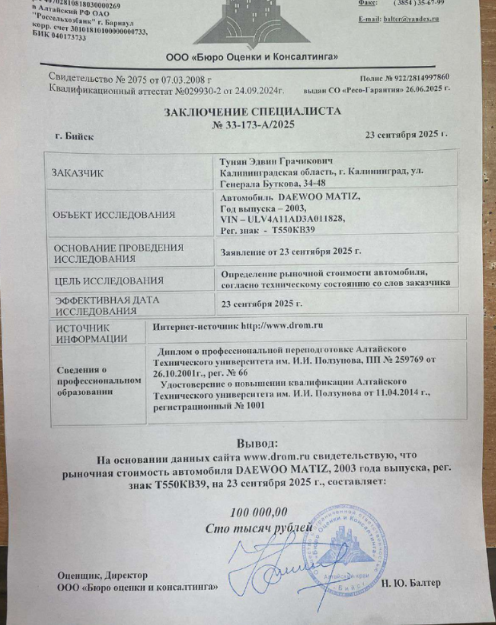 в Алтайский РФ ОАО
"Россельхозбанк" г. Барнаул
корр. счет 30101810100000000733,
БИК 040173733
Факс: ( 3854 ) 35-67-99
E-mail: balter@yandex.ru
ООО «Бюро Оценки и Консалтинга»
Свидетельство № 2075 от 07.03.2008 г
Квалификационный аттестат №029930-2 от 24.09.2024г.
Полис № 922/2814997860
выдан СО «Ресо-Гарантия» 26.06.2025 г.
ЗАКЛЮЧЕНИЕ СПЕЦИАЛИСТА
№ 33-173-А/2025
г. Бийск
23 сентября 2025 г.
ЗАКАЗЧИК
Тунян Эдвин Грачикович
Калининградская область, г. Калининград, ул.
Генерала Буткова, 34-48
ОБЪЕКТ ИССЛЕДОВАНИЯ
Автомобиль DAEWOO MATIZ,
Год выпуска – 2003,
VIN – ULV4A11AD3A011828,
Рег. знак - Т550КВ39
ОСНОВАНИЕ ПРОВЕДЕНИЯ
ИССЛЕДОВАНИЯ
Заявление от 23 сентября 2025 г.
ЦЕЛЬ ИССЛЕДОВАНИЯ
Определение рыночной стоимости автомобиля,
согласно техническому состоянию со слов заказчика
ЭФФЕКТИВНАЯ ДАТА
ИССЛЕДОВАНИЯ
23 сентября 2025 г.
ИСТОЧНИК
ИНФОРМАЦИИ
Интернет-источник http://www.drom.ru
Сведения о
профессиональном
образовании
Диплом о профессиональной переподготовке Алтайского
Технического университета им. И.И. Ползунова, ПП № 259769 от
26.10.2001г., рег. № 66
Удостоверение о повышении квалификации Алтайского
Технического университета им. И.И. Ползунова от 11.04.2014 г.,
регистрационный № 1001
Вывод:
На основании данных сайта www.drom.ru свидетельствую, что
рыночная стоимость автомобиля DAEWOO MATIZ, 2003 года выпуска, рег.
знак Т550КВ39, на 23 сентября 2025 г., составляет:
100 000,00
Сто тысяч рублей
Оценщик, Директор
ООО «Бюро оценки и консалтинга»
Н. Ю. Балтер